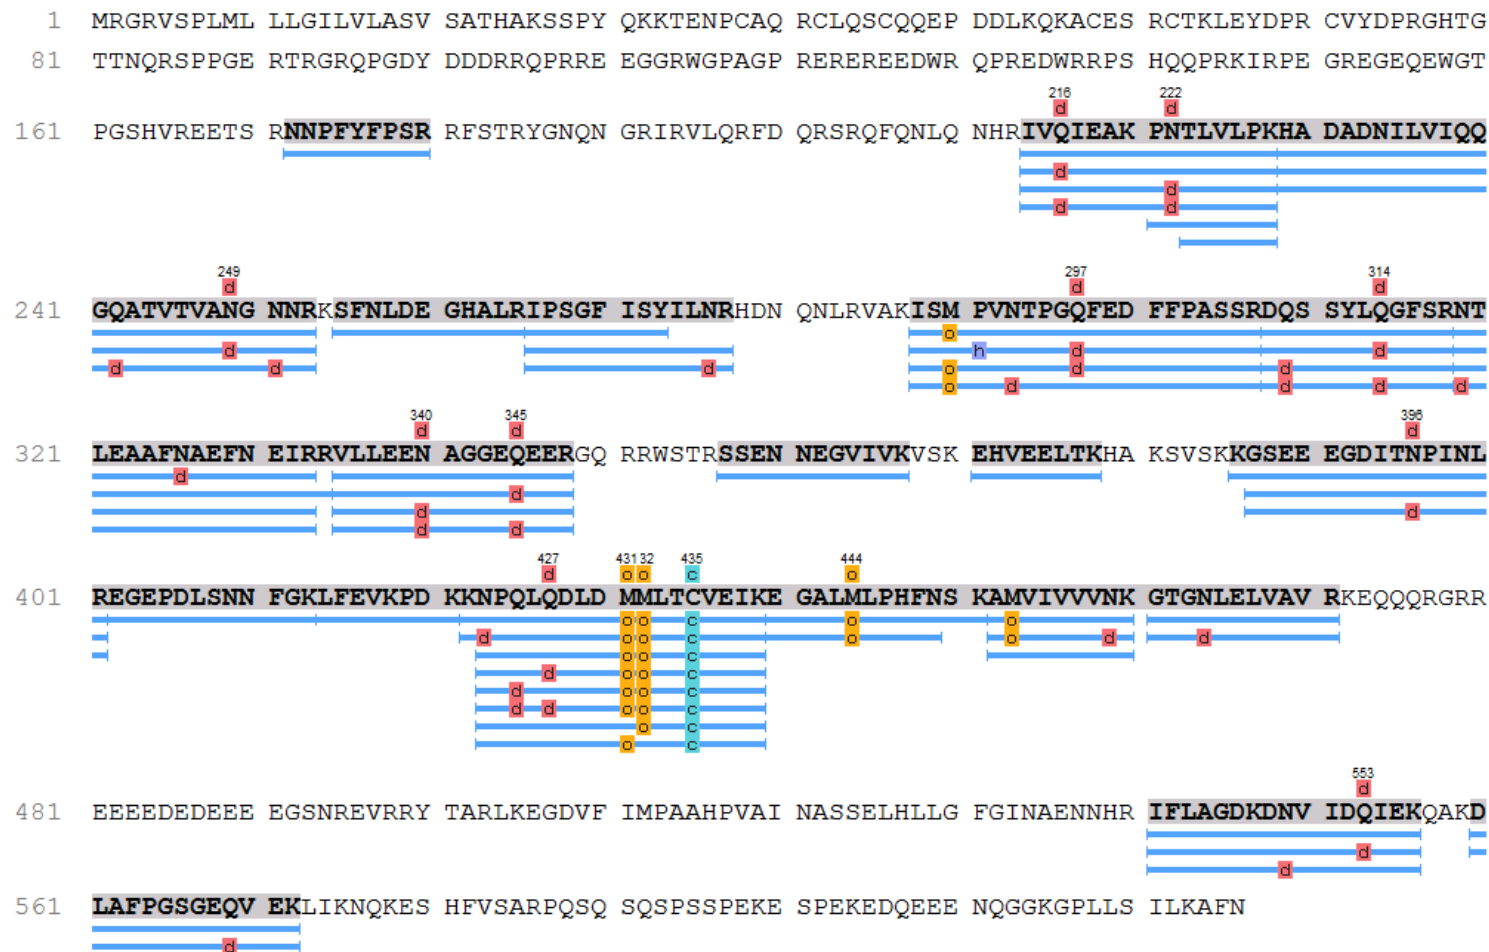 1 MRGRVSPLML LLGILVLASV SATHAKSSPY QKKTENPCAQ RCLQSCQQEP DDLKQKACES RCTKLEYDPR CVYDPRGHTG
81 TTNQRSPPGE RTRGRQPGDY DDDRRQPRRE EGGRWGPAGP REREREEDWR QPREDWRRPS HQQPRKIRPE GREGEQEWGT
216 222
d d
161 PGSHVREETS RNNPFYFPSR RFSTRYGNQN GRIRVLQRFD QRSRQFQNLQ NHRIVQIEAK PNTLVLPKHA DADNILVIQQ
d
d
d d
249 297 314
d d d
241 GQATVTVANG NNRKSFNLDE GHALRIPSGF ISYILNRHDN QNLRVAKISM PVNTPGQFED FFPASSRDQS SYLQGFSRNT
o
d h d d
d d d o d d
o d d d d
340 345 396
d d d
321 LEAAFNAEFN EIRRVLLEEN AGGEQEERGQ RRWSTRSSEN NEGVIVKVSK EHVEELTKHA KSVSKKGSEE EGDITNPINL
d
d
d d
d d
427 431 32 435 444
d o o c o
401 REGEPDLSNN FGKLFEVKPD KKNPQLQDLD MMLTCVEIKE GALMLPHFNS KAMVIVVVNK GTGNLELVAV RKEQQQRGRR
o o c o o
d o o c o o d d
o o c
d o o c
d o o c
d d o o c
o c
o c
553
d
481 EEEEDEDEEE EGSNREVRRY TARLKEGDVF IMPAAHPVAI NASSELHLLG FGINAENNHR IFLAGDKDNV IDQIEKQAKD
d
d
561 LAFPGSGEQV EKLIKNQKES HFVSARPQSQ SQSPSSPEKE SPEKEDQEEE NQGGKGPLLS ILKAFN
d